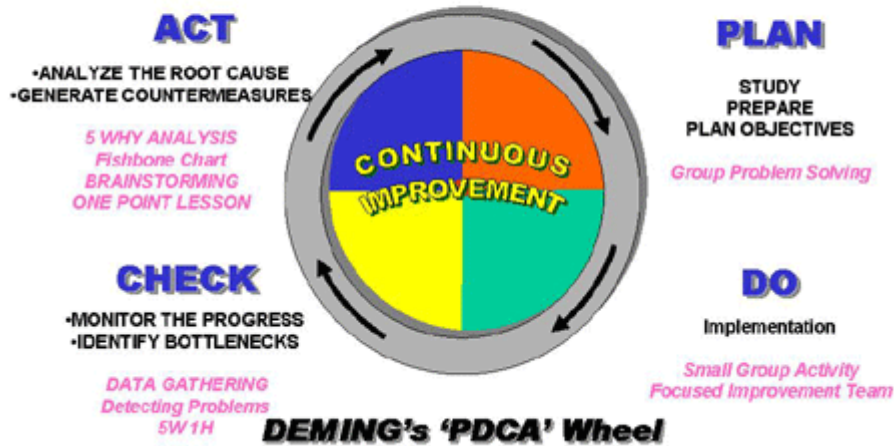 ACT
•ANALYZE THE ROOT CAUSE
•GENERATE COUNTERMEASURES
5 WHY ANALYSIS
Fishbone Chart
BRAINSTORMING
ONE POINT LESSON
PLAN
STUDY
PREPARE
PLAN OBJECTIVES
Group Problem Solving
CONTINUOUS
IMPROVEMENT
CHECK
•MONITOR THE PROGRESS
•IDENTIFY BOTTLENECKS
DATA GATHERING
Detecting Problems
5W 1H
DO
Implementation
Small Group Activity
Focused Improvement Team
DEMING's 'PDCA' Wheel